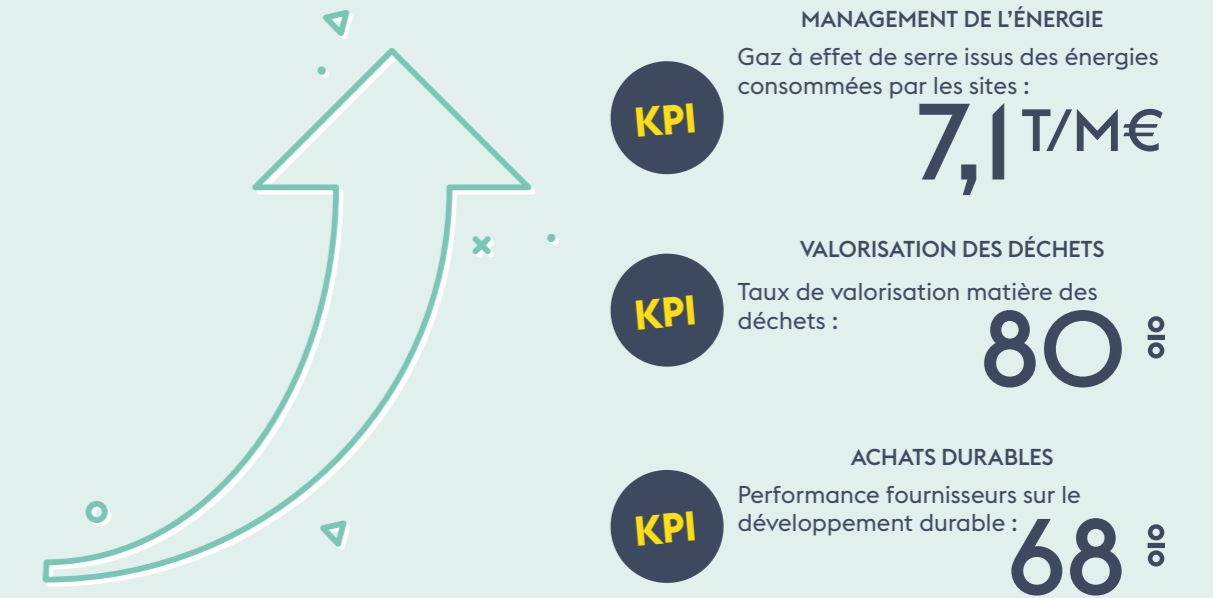 MANAGEMENT DE L'ÉNERGIE
Gaz à effet de serre issus des énergies
consommées par les sites :
KPI
7,1 T/M€
VALORISATION DES DÉCHETS
Taux de valorisation matière des
déchets :
KPI
80 %
ACHATS DURABLES
Performance fournisseurs sur le
développement durable :
KPI
68 %